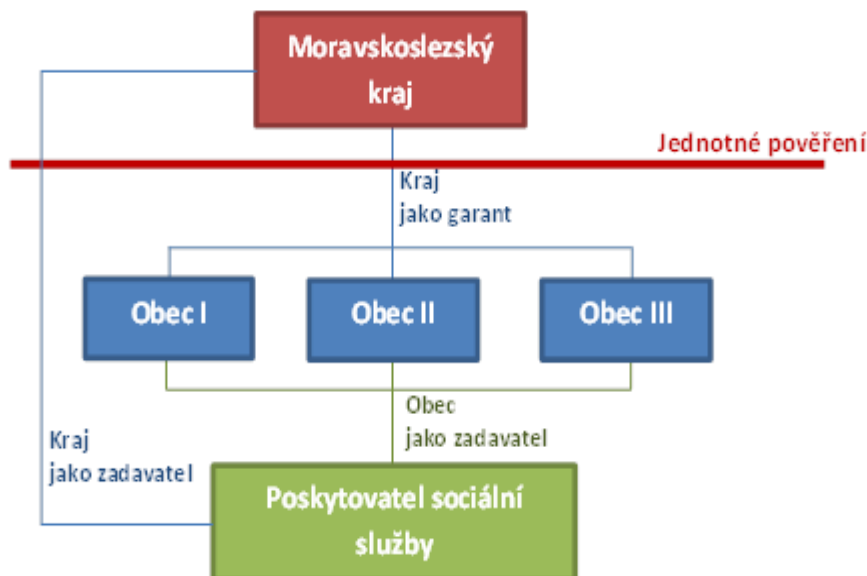 Moravskoslezský
kraj
Jednotné pověření
Kraj
jako garant
Obec I
Obec II
Obec III
Obec
jako zadavatel
Kraj
jako zadavatel
Poskytovatel sociální
služby